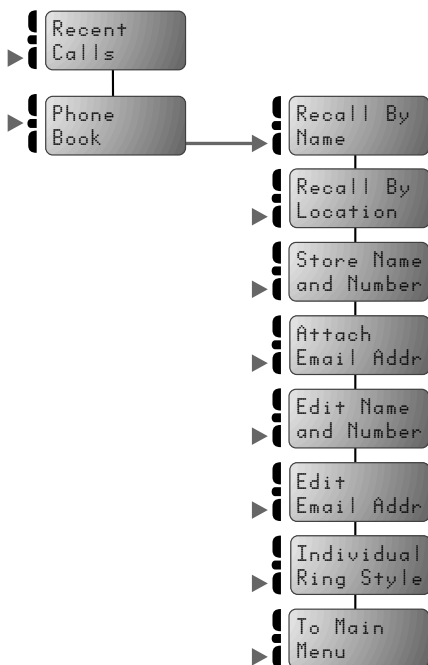 Recent
Calls
Phone
Book
Recall By
Name
Recall By
Location
Store Name
and Number
Attach
Email Addr
Edit Name
and Number
Edit
Email Addr
Individual
Ring Style
To Main
Menu